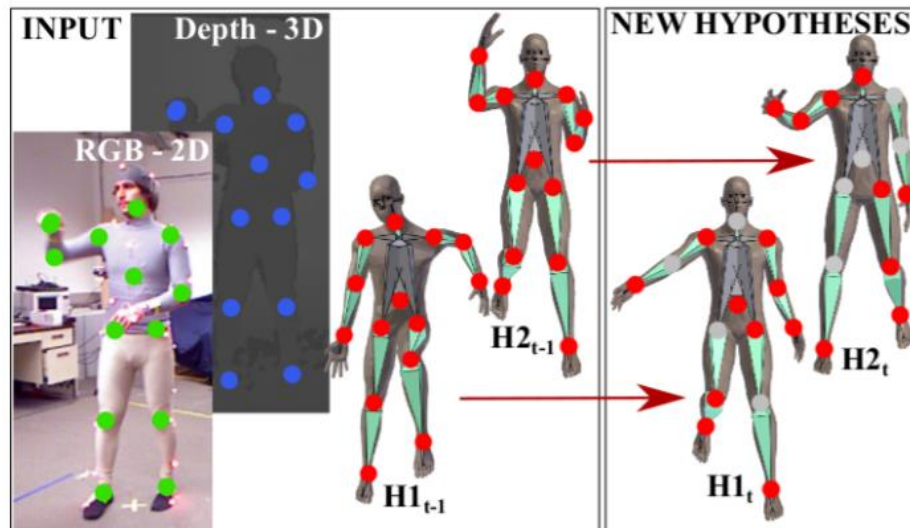 INPUT
Depth - 3D
NEW HYPOTHESES
RGB - 2D
H2t-1
H2t
H1t-1
H1t